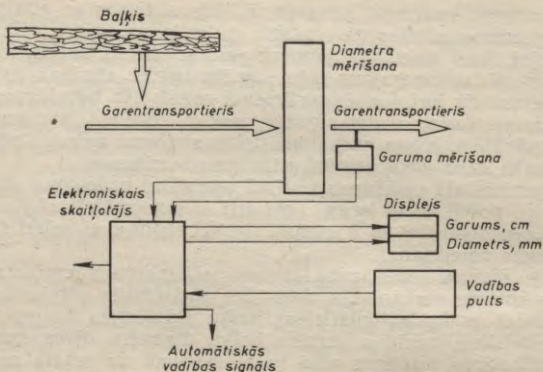 Baļķis
Diametra
mērīšana
Garentransportieris
Garentransportieris
Garuma mērīšana
Elektroniskais
skaitļotājs
Displejs
Garums, cm
Diametrs, mm
Vadības
pults
Automātiskās
vadības signāls